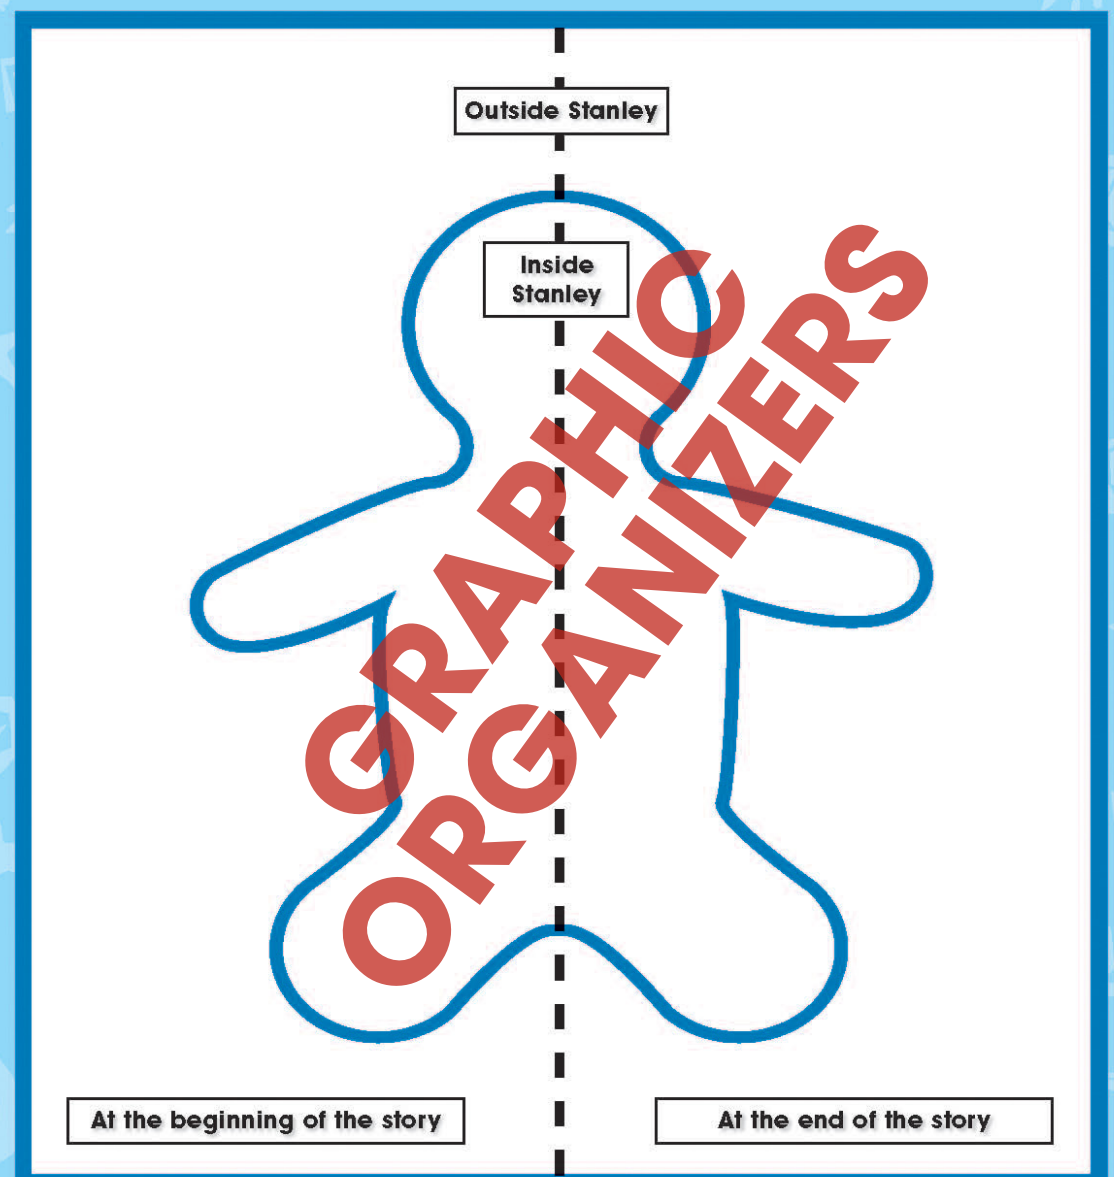 Outside Stanley
Inside
Stanley
GRAPHIC
ORGANIZERS
At the beginning of the story
At the end of the story